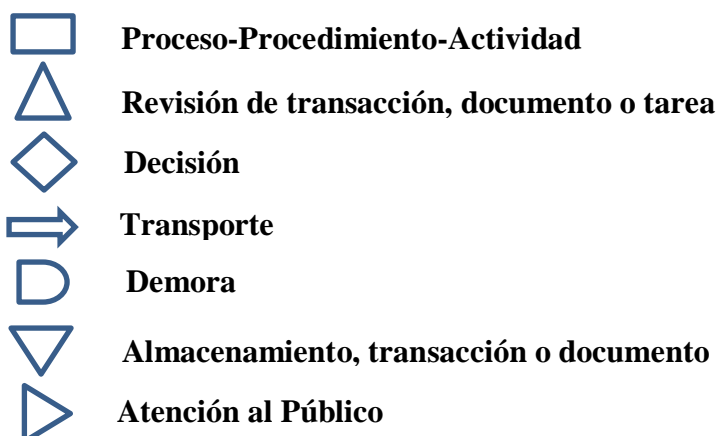 Proceso-Procedimiento-Actividad
Revisión de transacción, documento o tarea
Decisión
Transporte
Demora
Almacenamiento, transacción o documento
Atención al Público